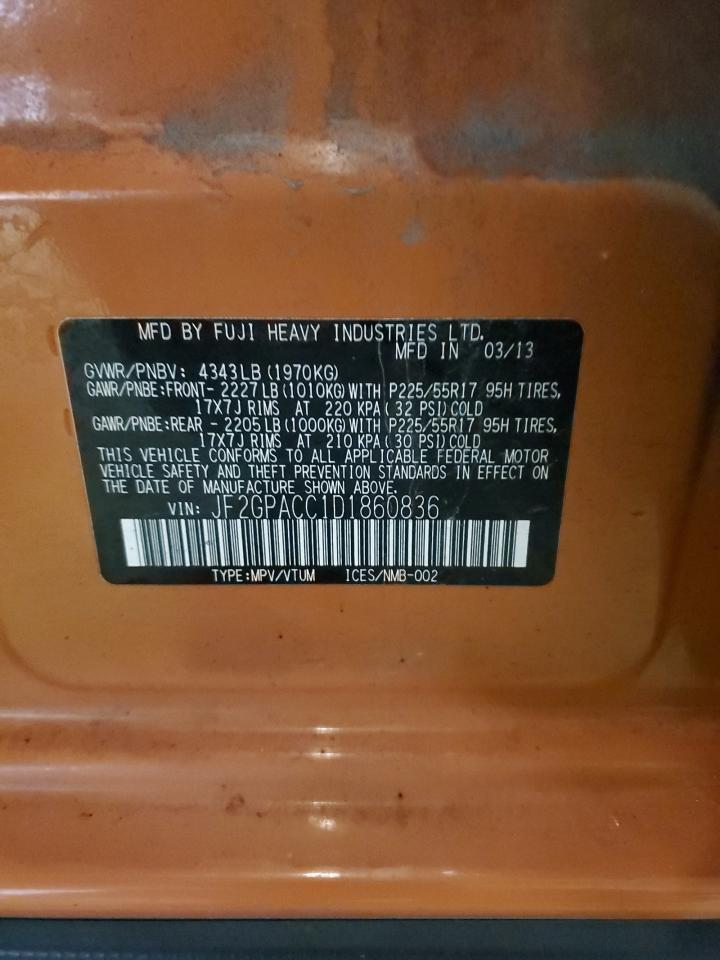 MFD BY FUJI HEAVY INDUSTRIES LTD.
MFD IN 03/13
GVWR/PNBV: 4343LB(1970KG)
GAWR/PNBE:FRONT- 2227LB(1010KG)WITH P225/55R17 95H TIRES,
17X7J RIMS AT 220 KPA(32 PSI)COLD
GAWR/PNBE:REAR - 2205LB(1000KG)WITH P225/55R17 95H TIRES,
17X7J RIMS AT 210 KPA(30 PSI)COLD
THIS VEHICLE CONFORMS TO ALL APPLICABLE FEDERAL MOTOR
VEHICLE SAFETY AND THEFT PREVENTION STANDARDS IN EFFECT ON
THE DATE OF MANUFACTURE SHOWN ABOVE.
VIN: JF2GPACC1D1860836
TYPE:MPV/VTUM ICES/NMB-002